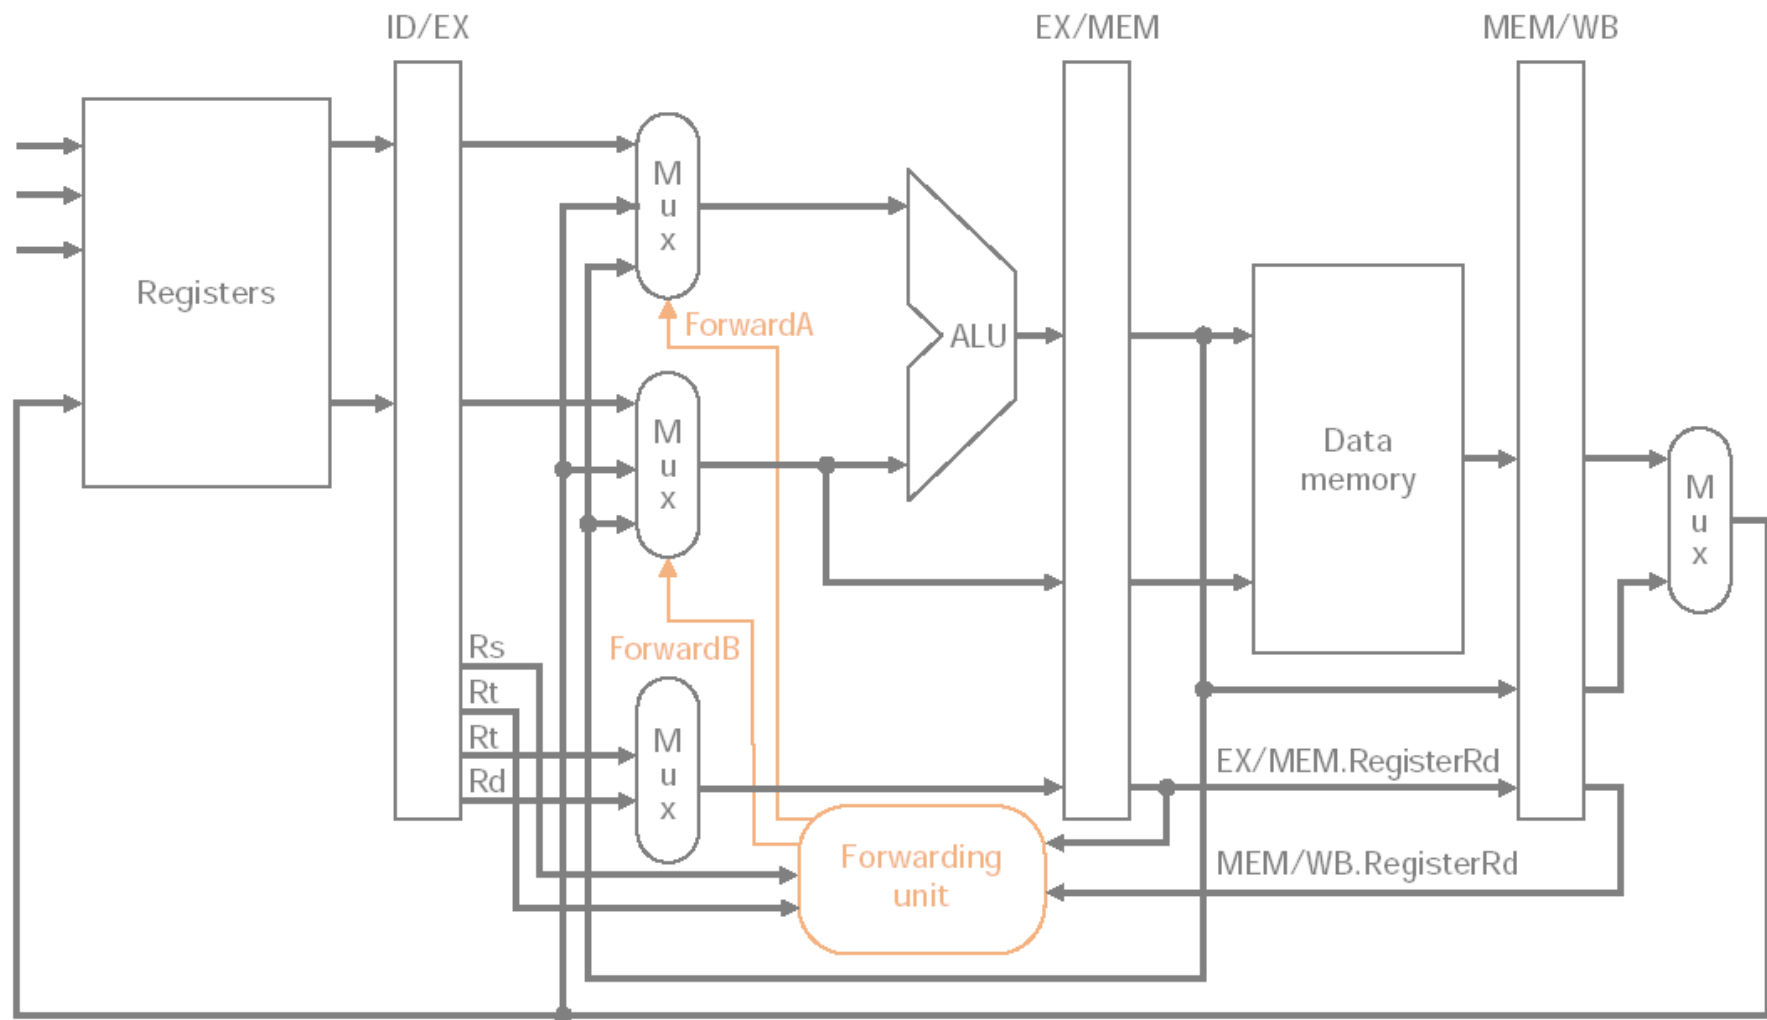 ID/EX
EX/MEM
MEM/WB
Registers
M
u
x
ForwardA
ALU
M
u
x
Data
memory
M
u
x
ForwardB
Rs
Rt
Rt
Rd
M
u
x
EX/MEM.RegisterRd
Forwarding
unit
MEM/WB.RegisterRd